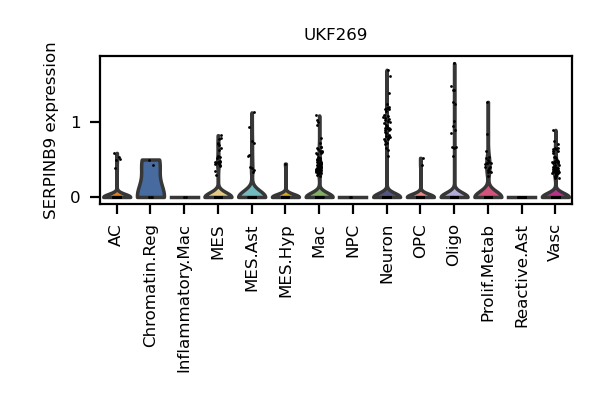 UKF269
SERPINB9 expression
1
0
AC
Chromatin.Reg
Inflammatory.Mac
MES
MES.Ast
MES.Hyp
Mac
NPC
Neuron
OPC
Oligo
Prolif.Metab
Reactive.Ast
Vasc